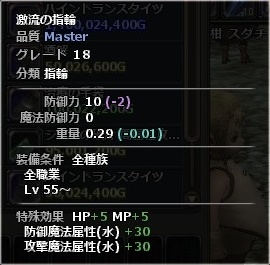 激流の指輪
品質 Master
グレード 18
分類 指輪
防御力 10 (-2)
魔法防御力 0
重量 0.29 (-0.01)
装備条件 全種族
全職業
Lv 55～
特殊効果 HP+5 MP+5
防御魔法属性(水) +30
攻撃魔法属性(水) +30